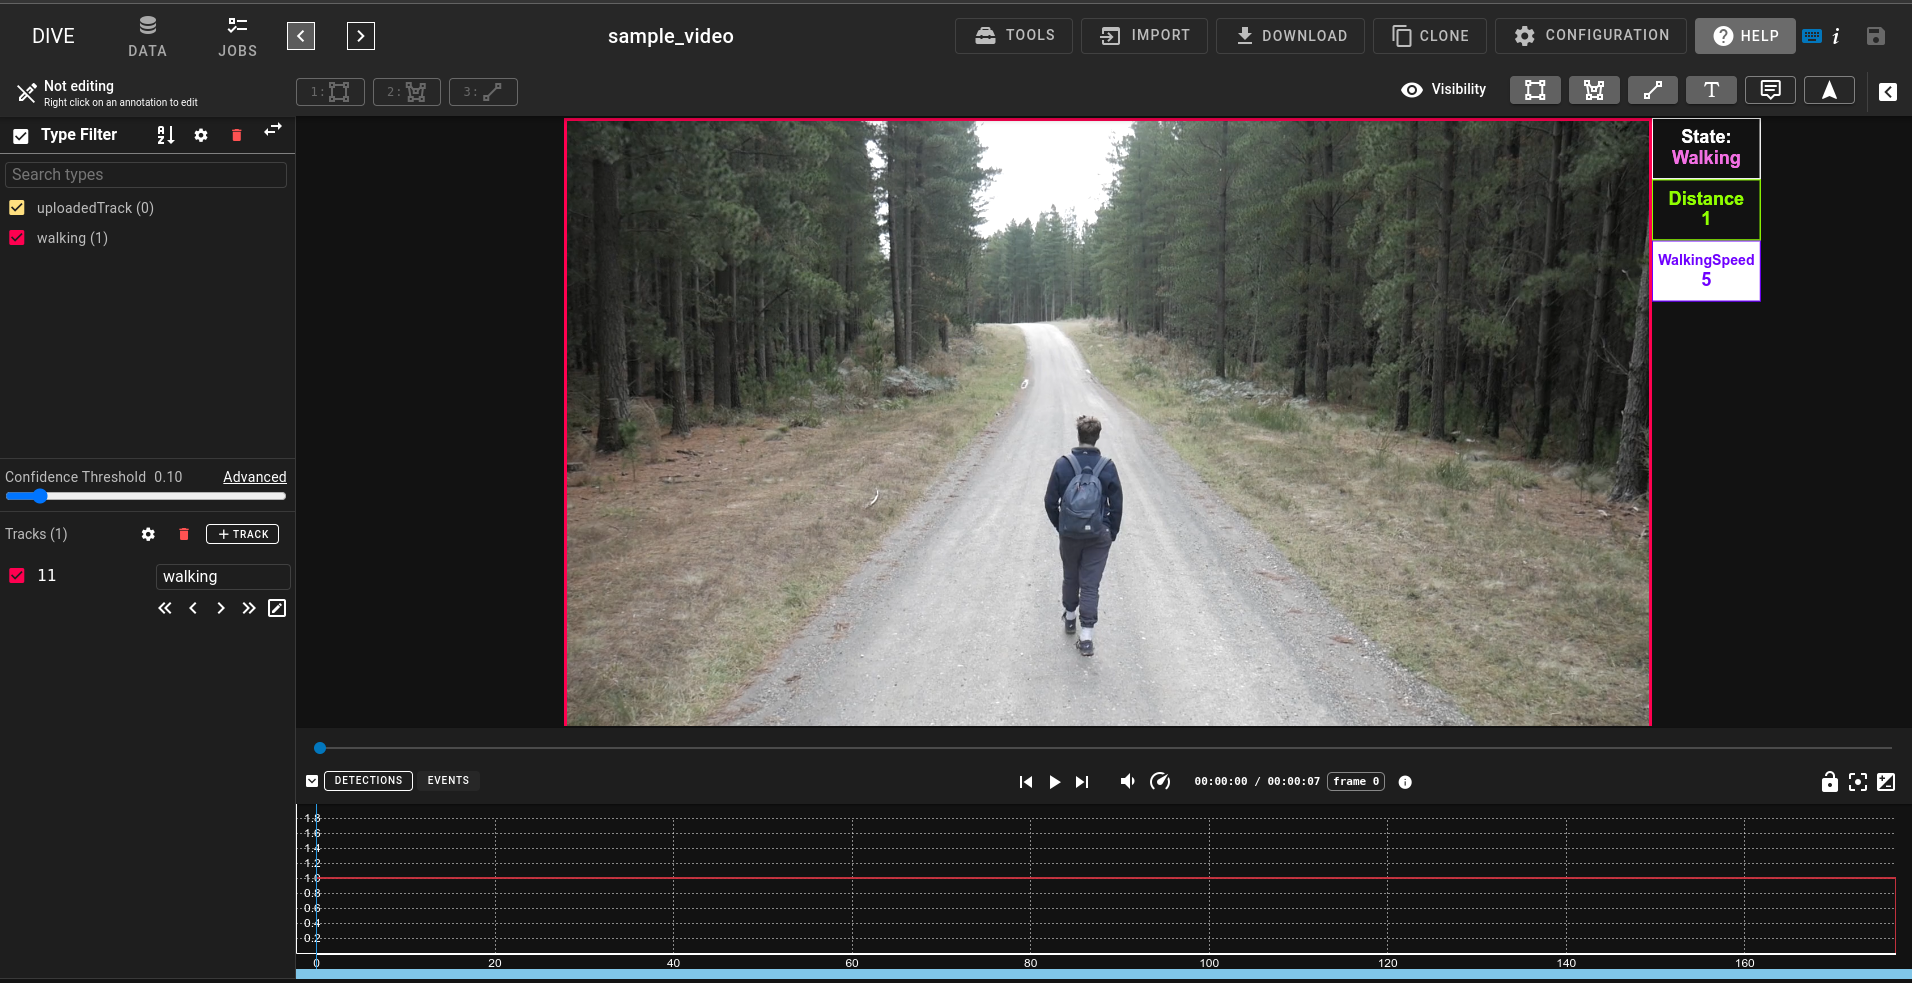 DIVE
DATA
JOBS
sample_video
TOOLS
IMPORT
DOWNLOAD
CLONE
CONFIGURATION
? HELP
i
Not editing
Right click on an annotation to edit
1:
2:
3:
Visibility
T
Type Filter
Search types
uploadedTrack (0)
walking (1)
Confidence Threshold 0.10
Advanced
Tracks (1)
+ TRACK
11
walking
State:
Walking
Distance
1
WalkingSpeed
5
DETECTIONS
EVENTS
00:00:00 / 00:00:07
frame 0
1.8
1.6
1.4
1.2
1.0
0.8
0.6
0.4
0.2
0 20 40 60 80 100 120 140 160